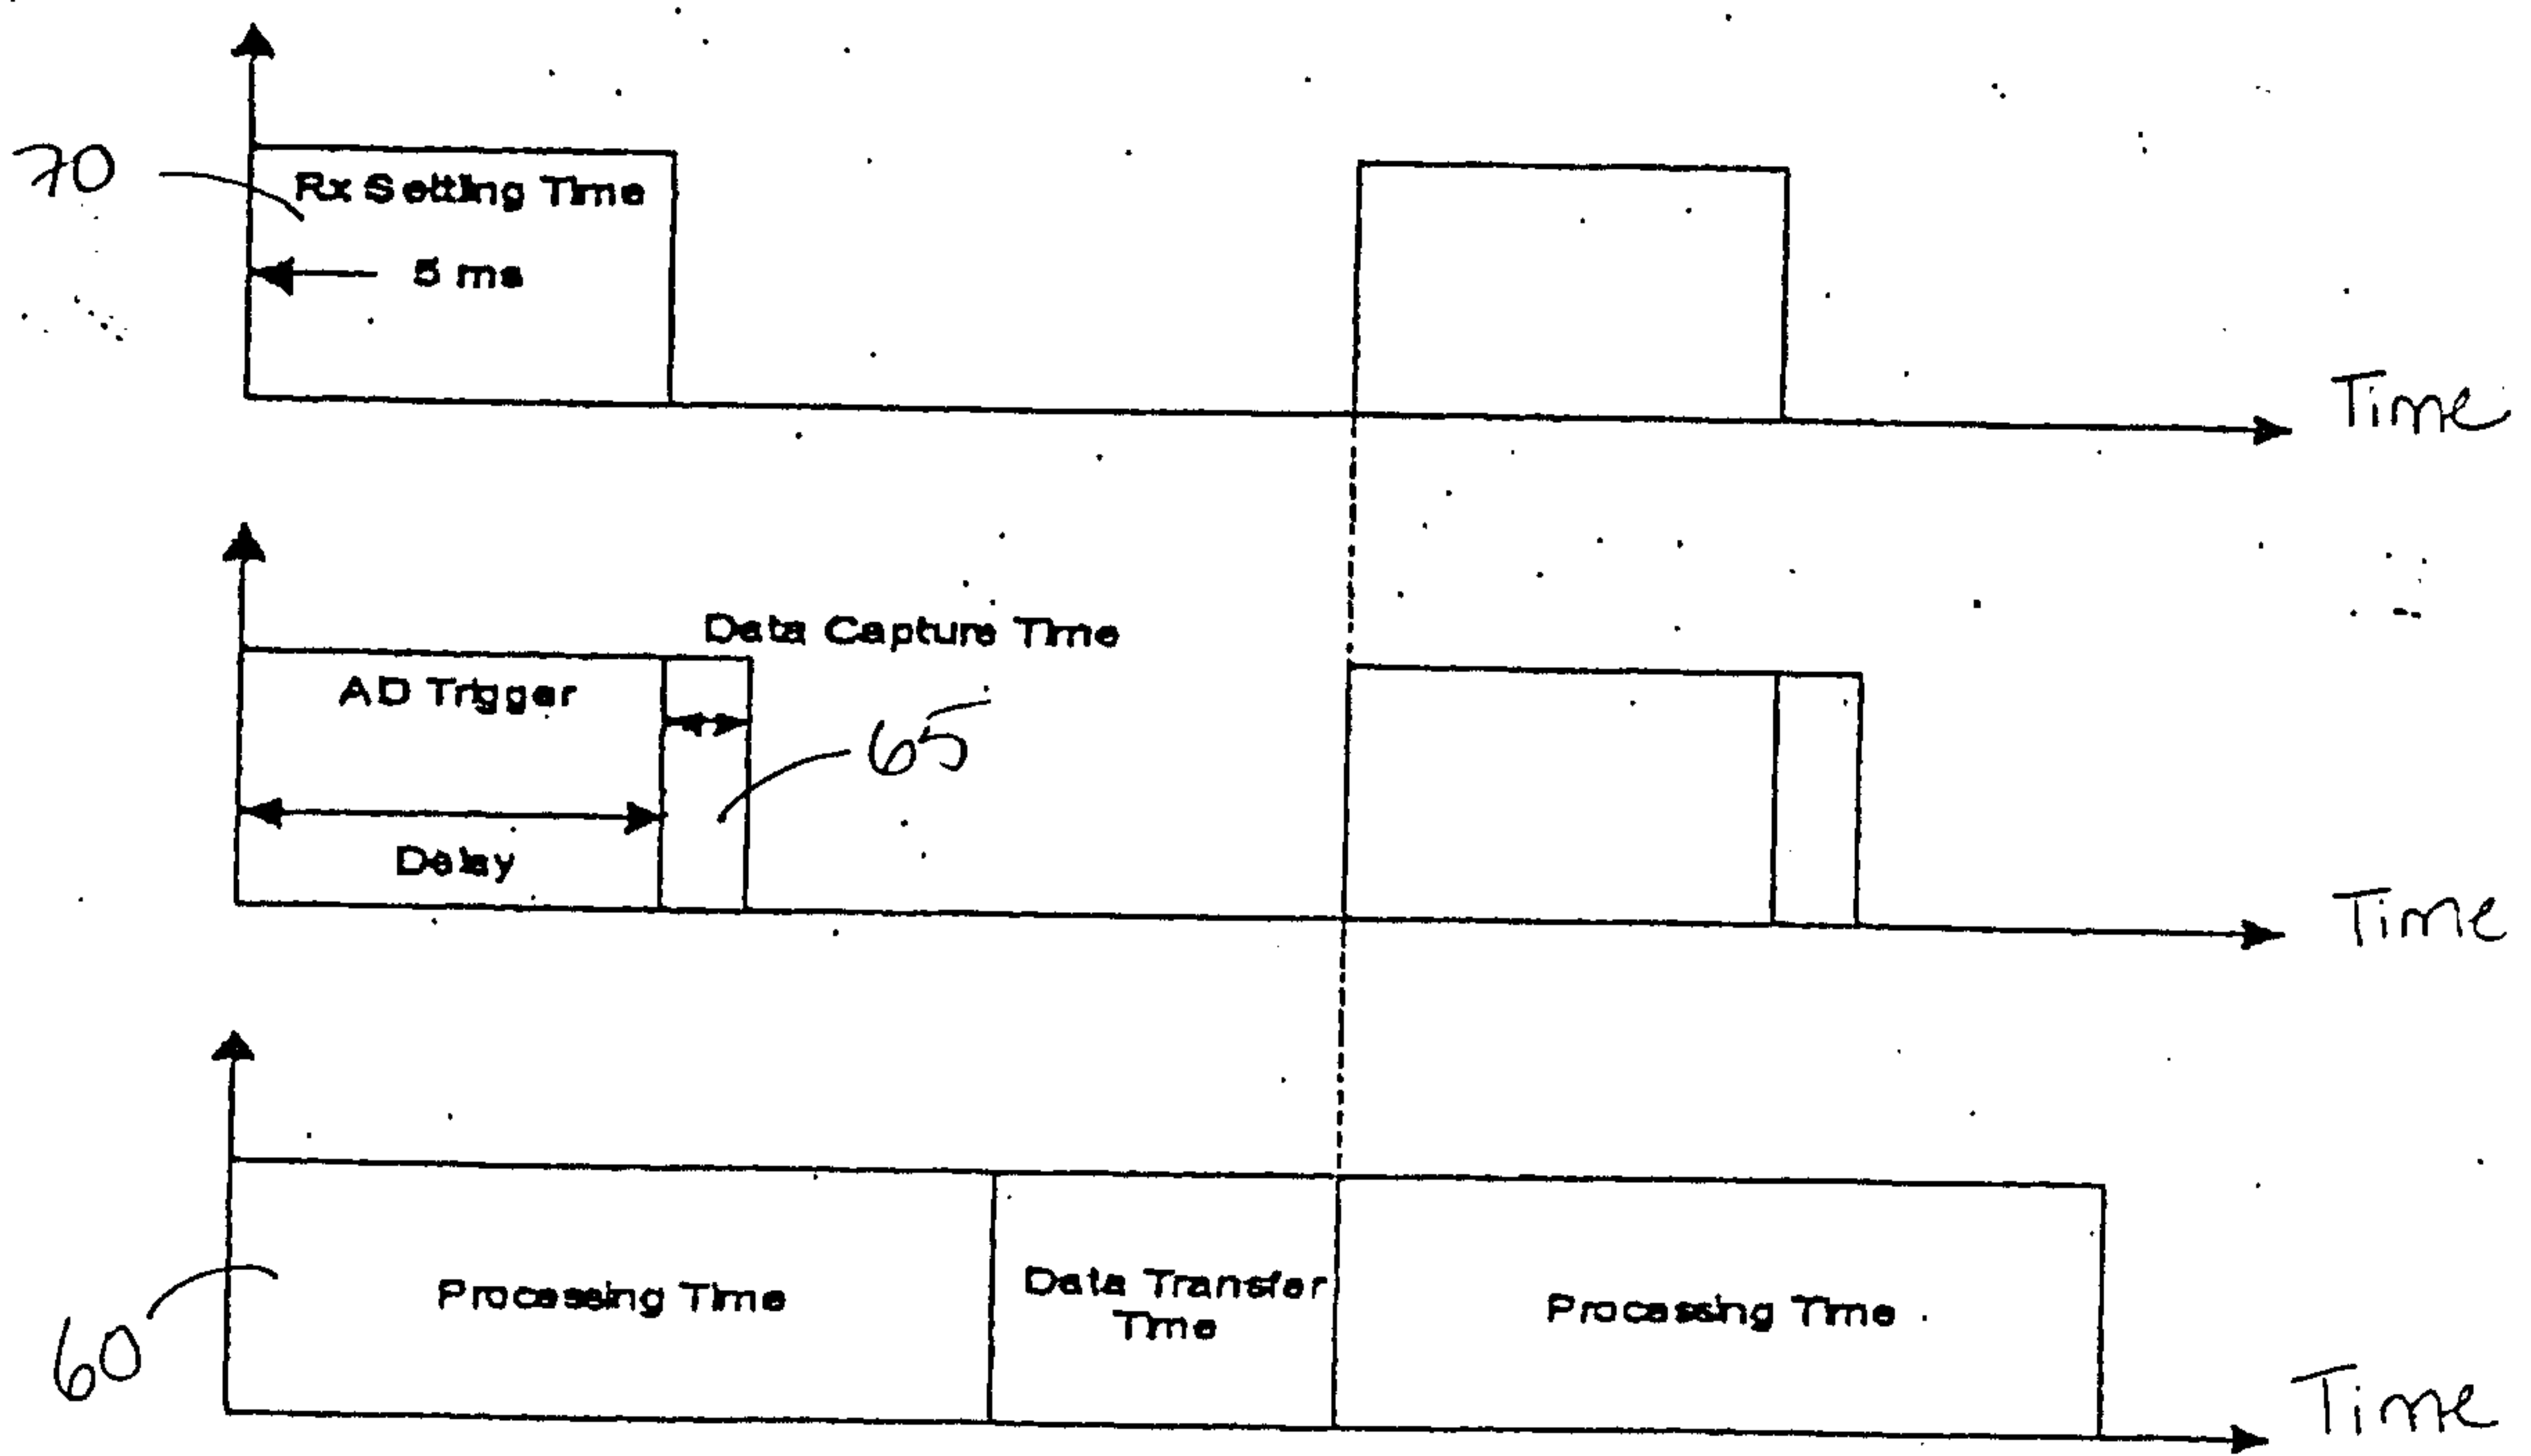 70
Rx Setting Time
5 ms
Time
Data Capture Time
AD Trigger
65
Delay
Time
Processing Time
Data Transfer
Time
Processing Time
60
Time